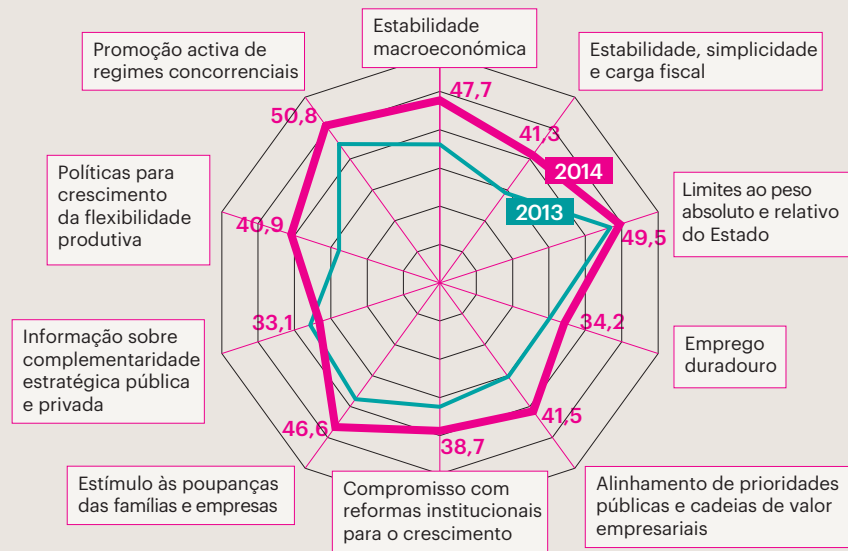 Estabilidade
macroeconómica
47,7
Estabilidade, simplicidade
e carga fiscal
41,3
2014
2013
Limites ao peso
absoluto e relativo
do Estado
49,5
Emprego
duradouro
34,2
Alinhamento de prioridades
públicas e cadeias de valor
empresariais
41,5
Compromisso com
reformas institucionais
para o crescimento
38,7
Estímulo às poupanças
das famílias e empresas
46,6
Informação sobre
complementaridade
estratégica pública
e privada
33,1
Políticas para
crescimento
da flexibilidade
produtiva
40,9
Promoção activa de
regimes concorrenciais
50,8